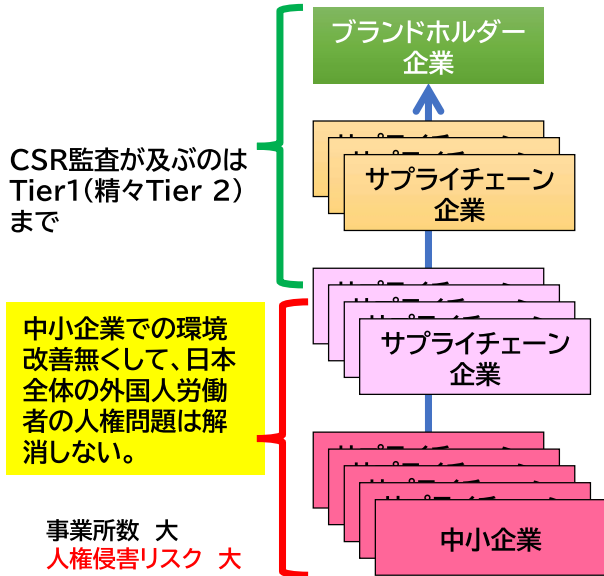 ブランドホルダー
企業
CSR監査が及ぶのは
Tier1(精々Tier 2)
まで
サプライチェーン
企業
サプライチェーン
企業
中小企業での環境
改善無くして、日本
全体の外国人労働
者の人権問題は解
消しない。
中小企業
事業所数 大
人権侵害リスク 大